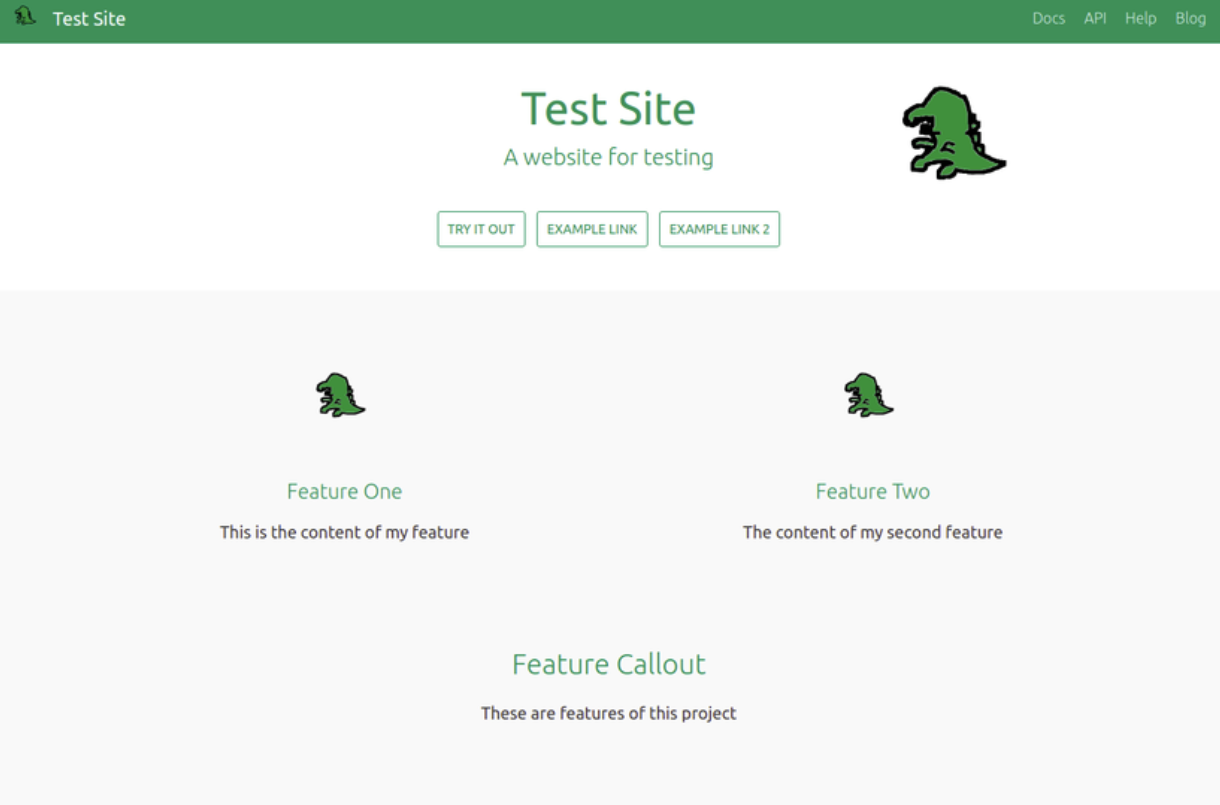 Test Site
Docs API Help Blog
Test Site
A website for testing
TRY IT OUT EXAMPLE LINK EXAMPLE LINK 2
Feature One
This is the content of my feature
Feature Two
The content of my second feature
Feature Callout
These are features of this project